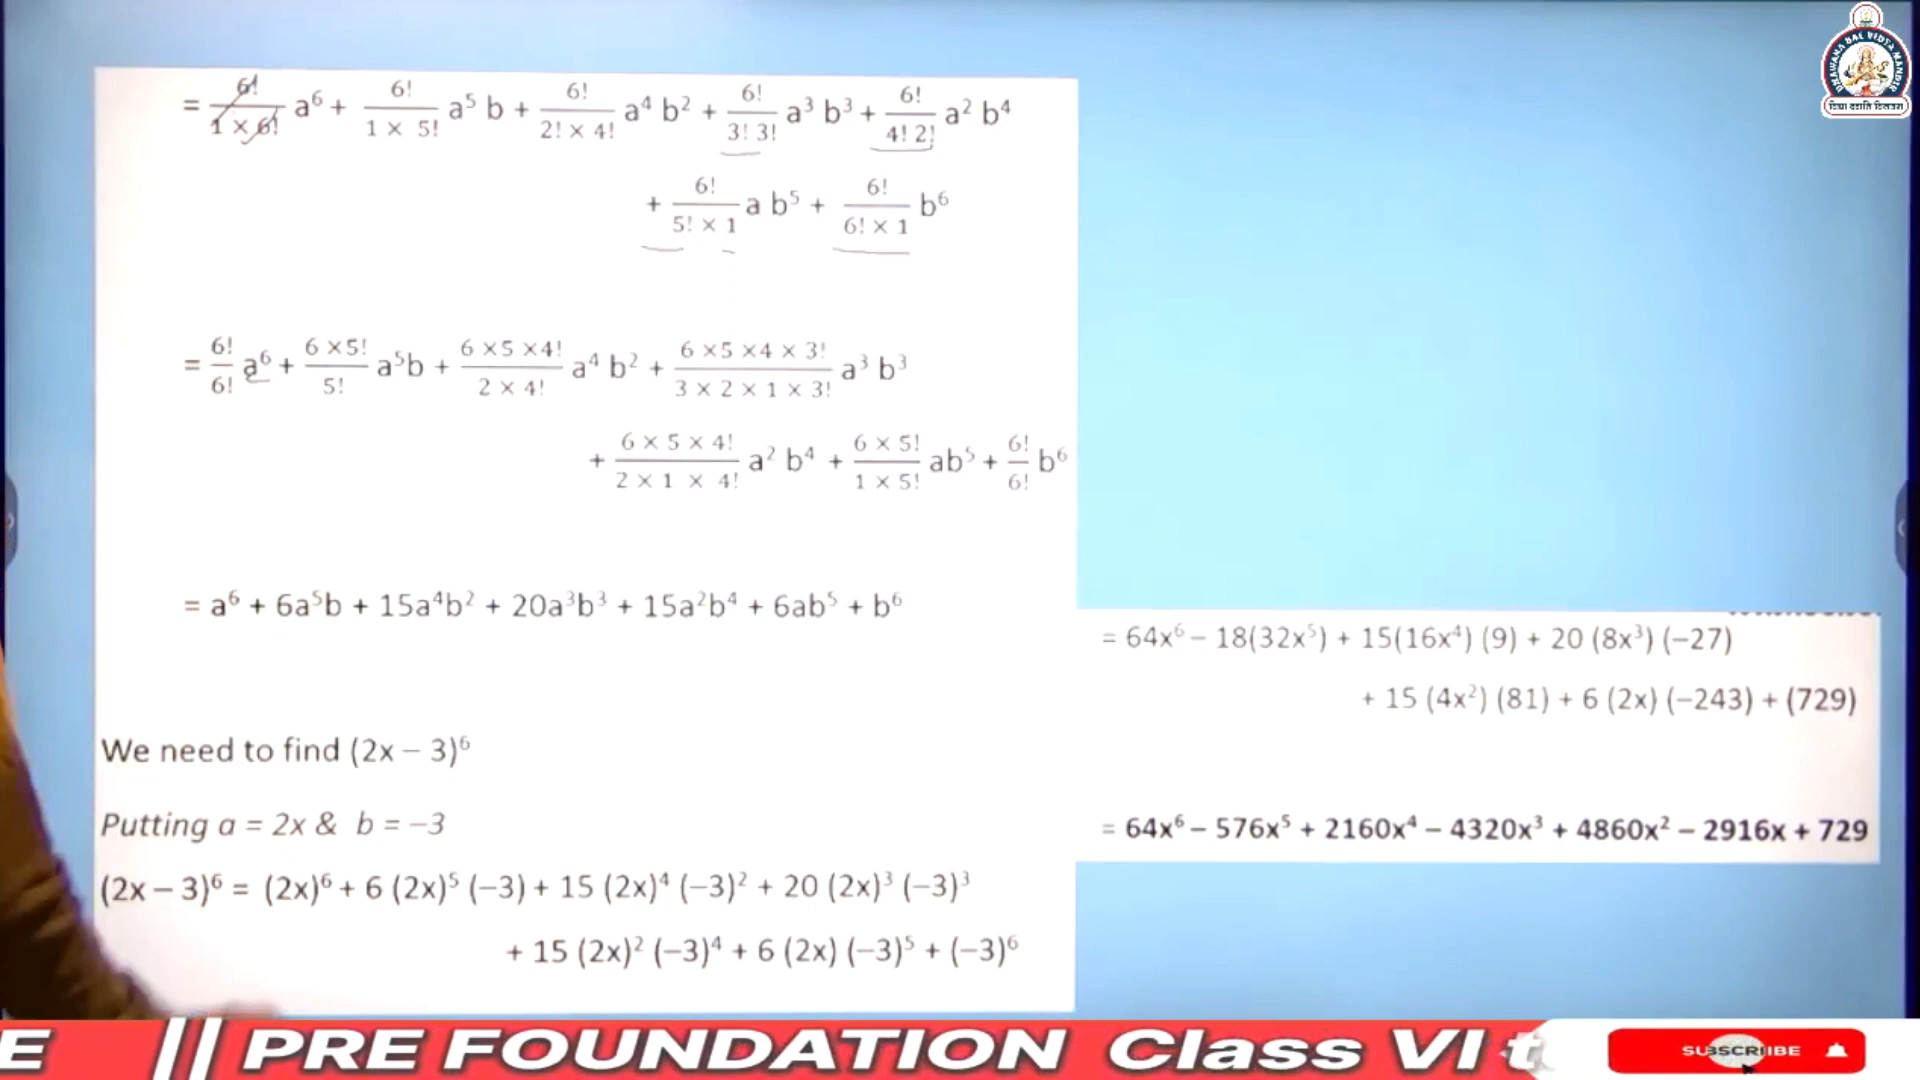 = 6!/(1 × 6!) a⁶ + 6!/(1 × 5!) a⁵ b + 6!/(2! × 4!) a⁴ b² + 6!/(3! 3!) a³ b³ + 6!/(4! 2!) a² b⁴
+ 6!/(5! × 1) a b⁵ + 6!/(6! × 1) b⁶
= 6!/6! a⁶ + (6 ×5!)/5! a⁵b + (6 ×5 ×4!)/(2 × 4!) a⁴ b² + (6 ×5 ×4 × 3!)/(3 × 2 × 1 × 3!) a³ b³
+ (6 × 5 × 4!)/(2 × 1 × 4!) a² b⁴ + (6 × 5!)/(1 × 5!) ab⁵ + 6!/6! b⁶
= a⁶ + 6a⁵b + 15a⁴b² + 20a³b³ + 15a²b⁴ + 6ab⁵ + b⁶
We need to find (2x – 3)⁶
Putting a = 2x & b = –3
(2x – 3)⁶ = (2x)⁶ + 6 (2x)⁵ (–3) + 15 (2x)⁴ (–3)² + 20 (2x)³ (–3)³
+ 15 (2x)² (–3)⁴ + 6 (2x) (–3)⁵ + (–3)⁶
= 64x⁶ – 18(32x⁵) + 15(16x⁴) (9) + 20 (8x³) (–27)
+ 15 (4x²) (81) + 6 (2x) (–243) + (729)
= 64x⁶ – 576x⁵ + 2160x⁴ – 4320x³ + 4860x² – 2916x + 729
BAL VIDYA MANDIR
विद्या ददाति विनयम
E || PRE FOUNDATION Class VI t
SUBSCRIBE